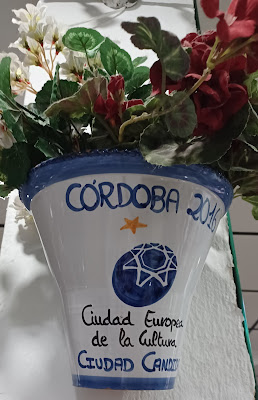 CÓRDOBA 2016
Ciudad Europea
de la Cultura
CIUDAD